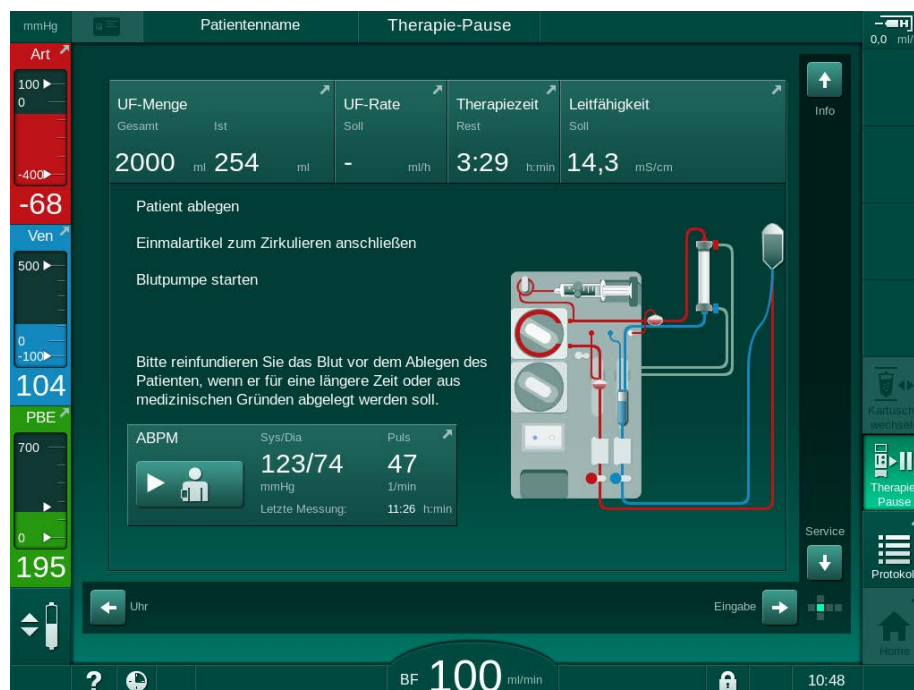 mmHg
Patientenname
Therapie-Pause
0,0 ml/
Art
100
0
-400
-68
Ven
500
0
-100
104
PBE
700
0
195
UF-Menge
Gesamt Ist
2000 ml 254 ml
UF-Rate
Soll
- ml/h
Therapiezeit
Rest
3:29 h:min
Leitfähigkeit
Soll
14,3 mS/cm
Info
Patient ablegen
Einmalartikel zum Zirkulieren anschließen
Blutpumpe starten
Bitte reinfundieren Sie das Blut vor dem Ablegen des
Patienten, wenn er für eine längere Zeit oder aus
medizinischen Gründen abgelegt werden soll.
ABPM
Sys/Dia Puls
123/74 47
mmHg 1/min
Letzte Messung: 11:26 h:min
Kartusch
wechsel
Therapie
Pause
Service
Protokol
Uhr
Eingabe
Home
?
BF 100 ml/min
10:48